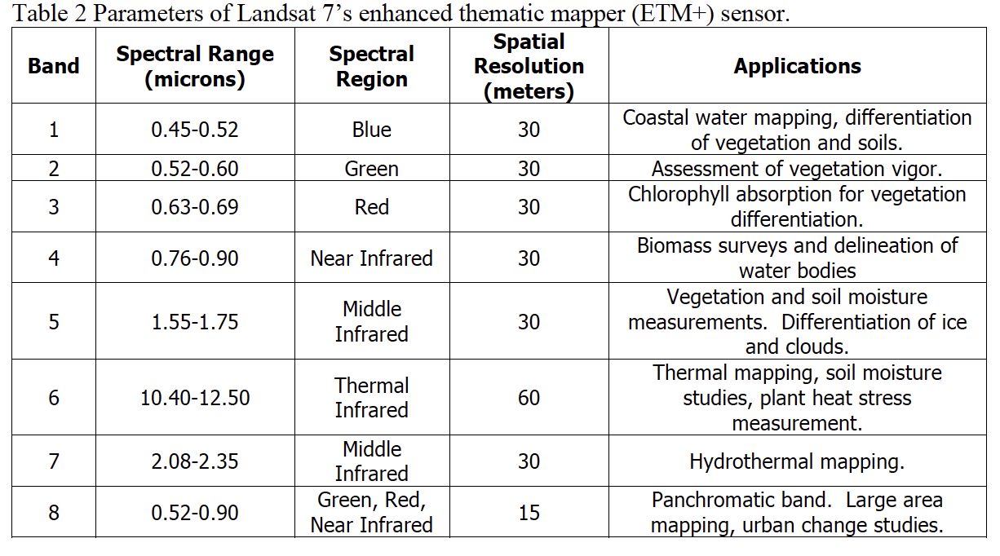 Table 2 Parameters of Landsat 7’s enhanced thematic mapper (ETM+) sensor.
Band
Spectral Range
(microns)
Spectral
Region
Spatial
Resolution
(meters)
Applications
1
0.45-0.52
Blue
30
Coastal water mapping, differentiation
of vegetation and soils.
2
0.52-0.60
Green
30
Assessment of vegetation vigor.
3
0.63-0.69
Red
30
Chlorophyll absorption for vegetation
differentiation.
4
0.76-0.90
Near Infrared
30
Biomass surveys and delineation of
water bodies
5
1.55-1.75
Middle
Infrared
30
Vegetation and soil moisture
measurements.  Differentiation of ice
and clouds.
6
10.40-12.50
Thermal
Infrared
60
Thermal mapping, soil moisture
studies, plant heat stress
measurement.
7
2.08-2.35
Middle
Infrared
30
Hydrothermal mapping.
8
0.52-0.90
Green, Red,
Near Infrared
15
Panchromatic band.  Large area
mapping, urban change studies.